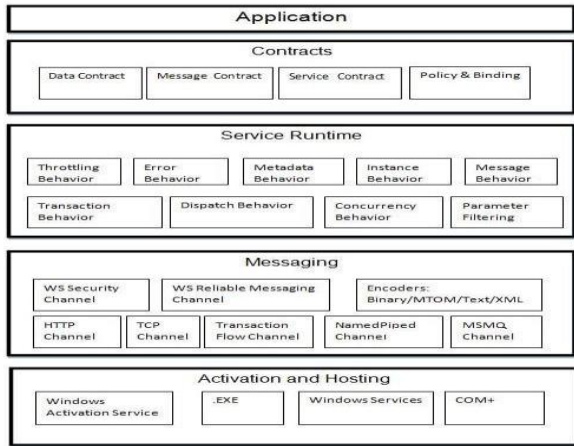 Application
Contracts
Data Contract
Message Contract
Service Contract
Policy & Binding
Service Runtime
Throttling
Behavior
Error
Behavior
Metadata
Behavior
Instance
Behavior
Message
Behavior
Transaction
Behavior
Dispatch Behavior
Concurrency
Behavior
Parameter
Filtering
Messaging
WS Security
Channel
WS Reliable Messaging
Channel
Encoders:
Binary/MTOM/Text/XML
HTTP
Channel
TCP
Channel
Transaction
Flow Channel
NamedPiped
Channel
MSMQ
Channel
Activation and Hosting
Windows
Activation Service
.EXE
Windows Services
COM+